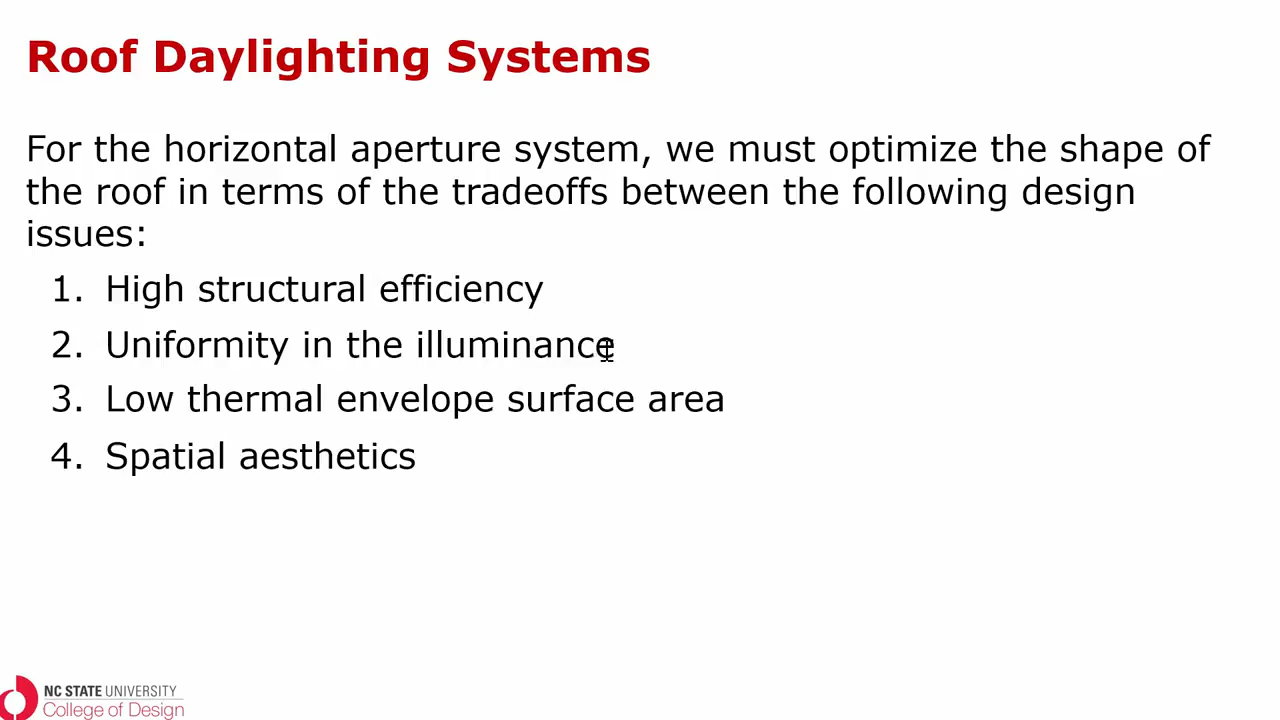 Roof Daylighting Systems
For the horizontal aperture system, we must optimize the shape of
the roof in terms of the tradeoffs between the following design
issues:
1. High structural efficiency
2. Uniformity in the illuminance
3. Low thermal envelope surface area
4. Spatial aesthetics
NC STATE UNIVERSITY
College of Design